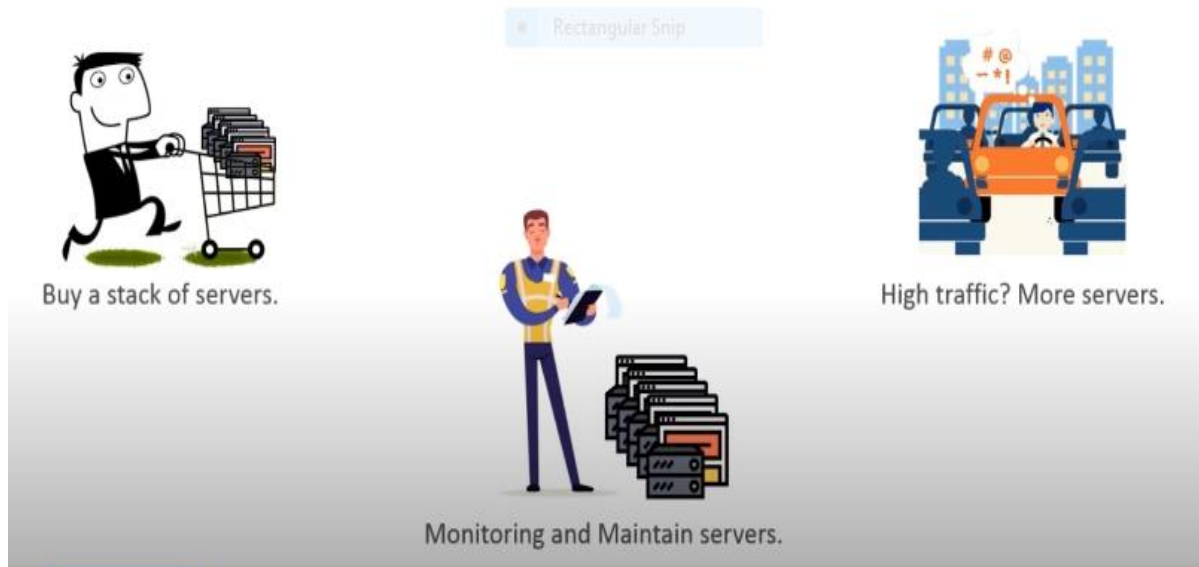 Rectangular Snip
# @
~ * !
Buy a stack of servers.
High traffic? More servers.
Monitoring and Maintain servers.